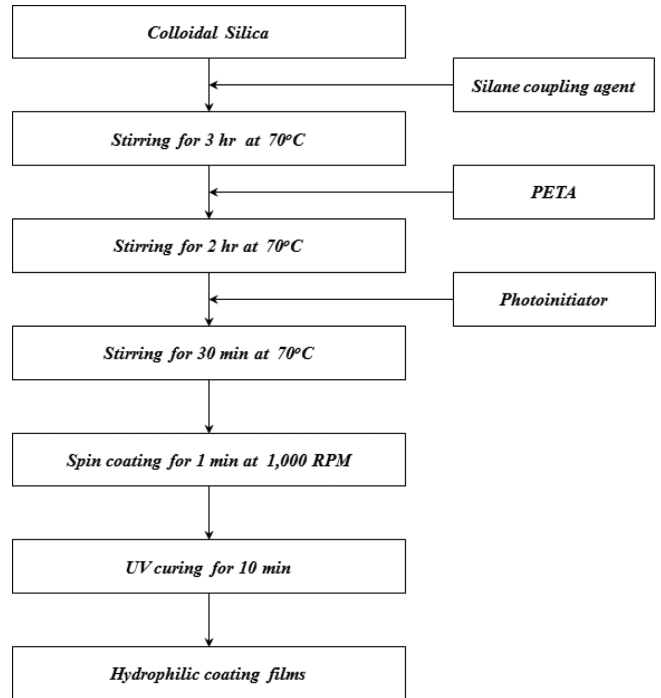 Colloidal Silica
Silane coupling agent
Stirring for 3 hr at 70°C
PETA
Stirring for 2 hr at 70°C
Photoinitiator
Stirring for 30 min at 70°C
Spin coating for 1 min at 1,000 RPM
UV curing for 10 min
Hydrophilic coating films